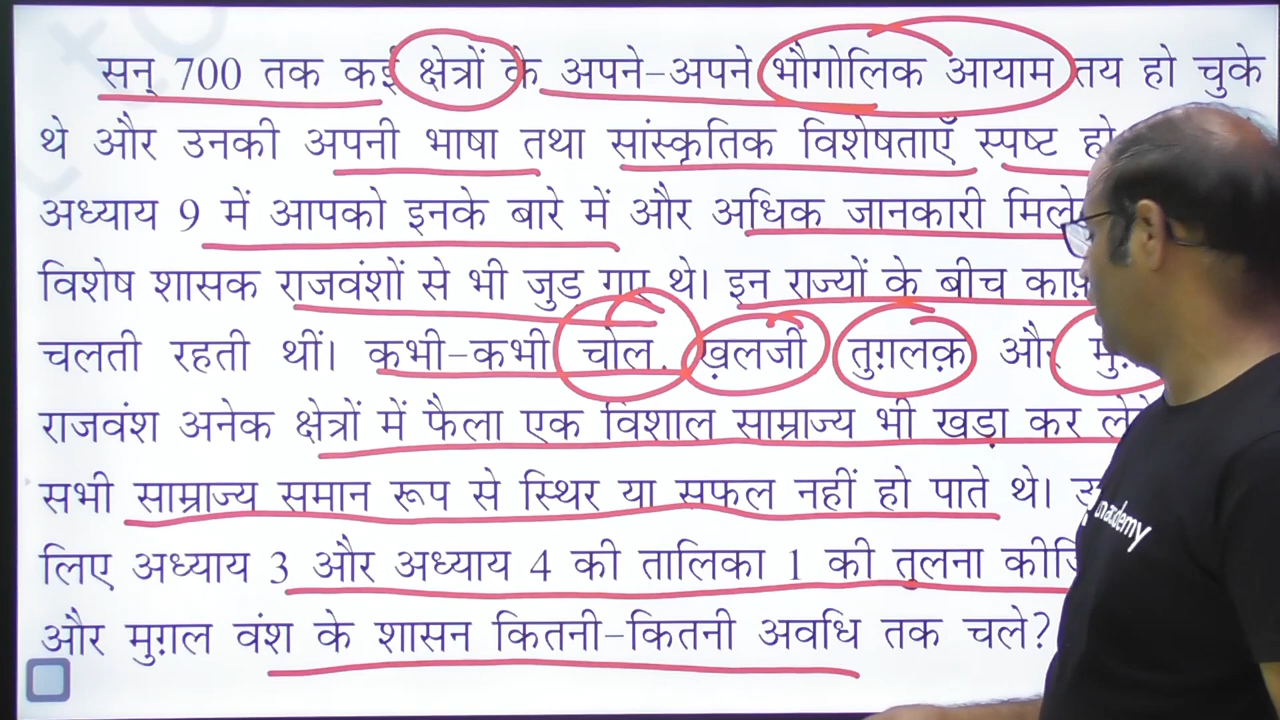 सन् 700 तक कई क्षेत्रों के अपने-अपने भौगोलिक आयाम तय हो चुके
थे और उनकी अपनी भाषा तथा सांस्कृतिक विशेषताएँ स्पष्ट हो
अध्याय 9 में आपको इनके बारे में और अधिक जानकारी मिले
विशेष शासक राजवंशों से भी जुड़ गए थे। इन राज्यों के बीच
चलती रहती थीं। कभी-कभी चोल, ख़लजी तुग़लक़ और
राजवंश अनेक क्षेत्रों में फैला एक विशाल साम्राज्य भी खड़ा कर
सभी साम्राज्य समान रूप से स्थिर या सफल नहीं हो पाते थे।
लिए अध्याय 3 और अध्याय 4 की तालिका 1 की तुलना
और मुग़ल वंश के शासन कितनी-कितनी अवधि तक चले?
unacademy